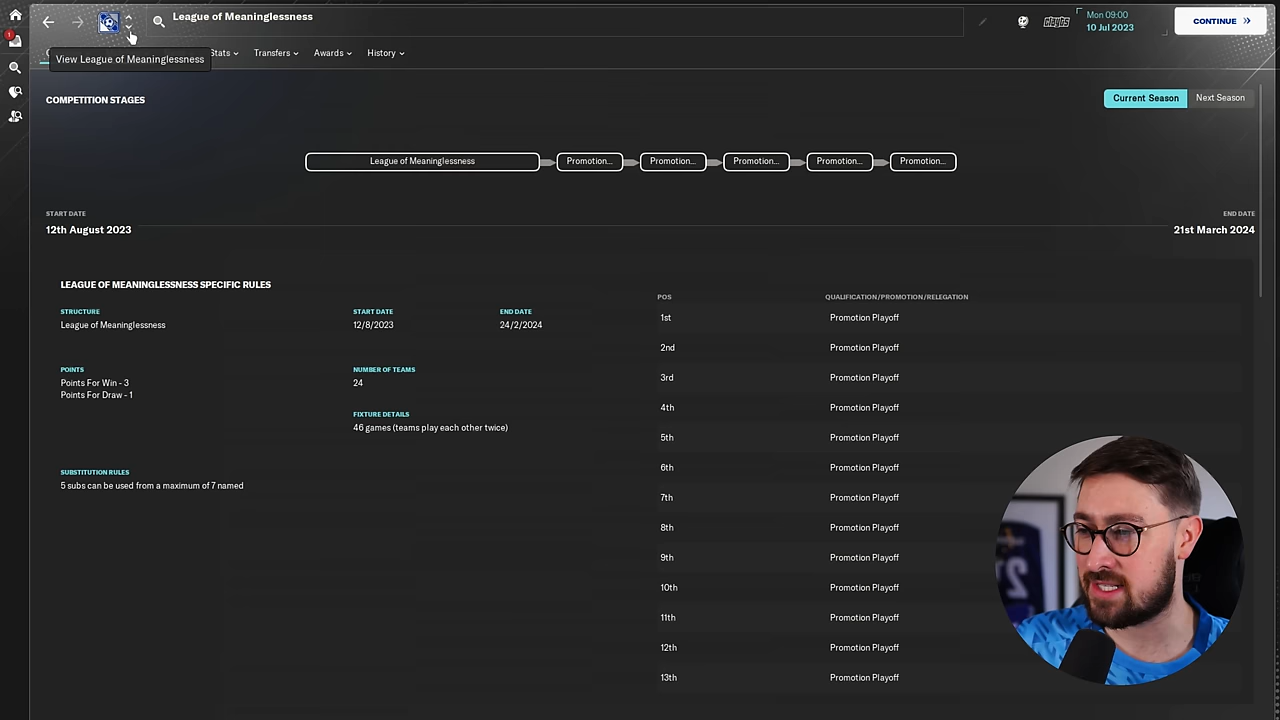 League of Meaninglessness
Mon 09:00
10 Jul 2023
CONTINUE
1
View League of Meaninglessness
Stats
Transfers
Awards
History
COMPETITION STAGES
Current Season
Next Season
League of Meaninglessness
Promotion...
Promotion...
Promotion...
Promotion...
Promotion...
START DATE
12th August 2023
END DATE
21st March 2024
LEAGUE OF MEANINGLESSNESS SPECIFIC RULES
STRUCTURE
League of Meaninglessness
START DATE
12/8/2023
END DATE
24/2/2024
POINTS
Points For Win - 3
Points For Draw - 1
NUMBER OF TEAMS
24
FIXTURE DETAILS
46 games (teams play each other twice)
SUBSTITUTION RULES
5 subs can be used from a maximum of 7 named
POS QUALIFICATION/PROMOTION/RELEGATION
1st Promotion Playoff
2nd Promotion Playoff
3rd Promotion Playoff
4th Promotion Playoff
5th Promotion Playoff
6th Promotion Playoff
7th Promotion Playoff
8th Promotion Playoff
9th Promotion Playoff
10th Promotion Playoff
11th Promotion Playoff
12th Promotion Playoff
13th Promotion Playoff